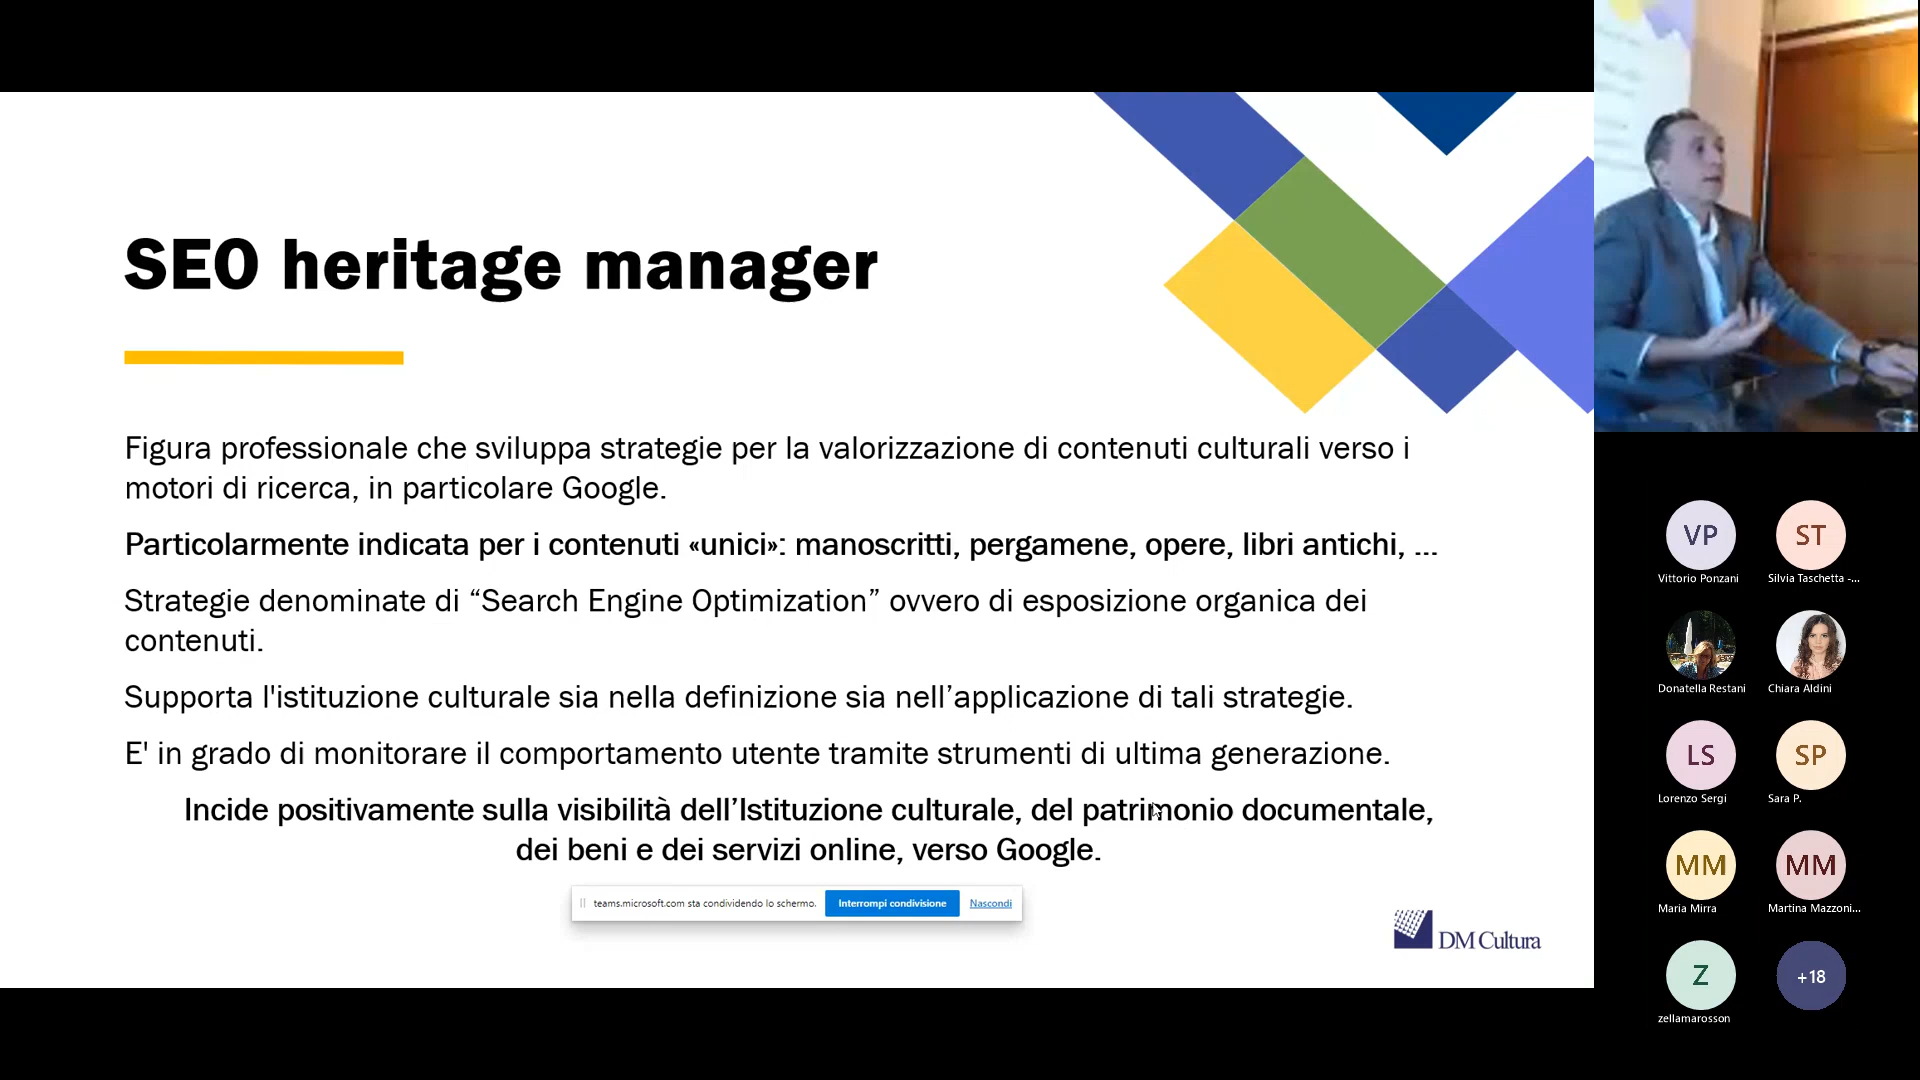 SEO heritage manager
Figura professionale che sviluppa strategie per la valorizzazione di contenuti culturali verso i
motori di ricerca, in particolare Google.
Particolarmente indicata per i contenuti «unici»: manoscritti, pergamene, opere, libri antichi, ...
Strategie denominate di “Search Engine Optimization” ovvero di esposizione organica dei
contenuti.
Supporta l'istituzione culturale sia nella definizione sia nell’applicazione di tali strategie.
E' in grado di monitorare il comportamento utente tramite strumenti di ultima generazione.
Incide positivamente sulla visibilità dell’Istituzione culturale, del patrimonio documentale,
dei beni e dei servizi online, verso Google.
teams.microsoft.com sta condividendo lo schermo. Interrompi condivisione Nascondi
DM Cultura
VP ST
Vittorio Ponzani Silvia Taschetta -...
Donatella Restani Chiara Aldini
LS SP
Lorenzo Sergi Sara P.
MM MM
Maria Mirra Martina Mazzoni...
Z +18
zellamarosson